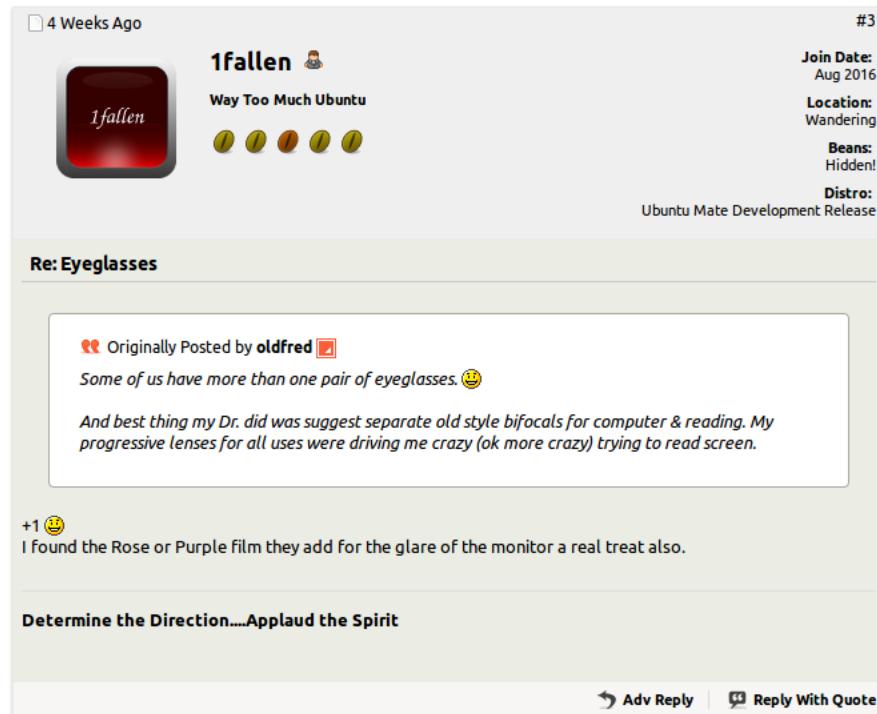 4 Weeks Ago
#3
1fallen
1fallen
Way Too Much Ubuntu
Join Date:
Aug 2016
Location:
Wandering
Beans:
Hidden!
Distro:
Ubuntu Mate Development Release
Re: Eyeglasses
Originally Posted by oldfred
Some of us have more than one pair of eyeglasses.
And best thing my Dr. did was suggest separate old style bifocals for computer & reading. My
progressive lenses for all uses were driving me crazy (ok more crazy) trying to read screen.
+1
I found the Rose or Purple film they add for the glare of the monitor a real treat also.
Determine the Direction....Applaud the Spirit
Adv Reply
Reply With Quote